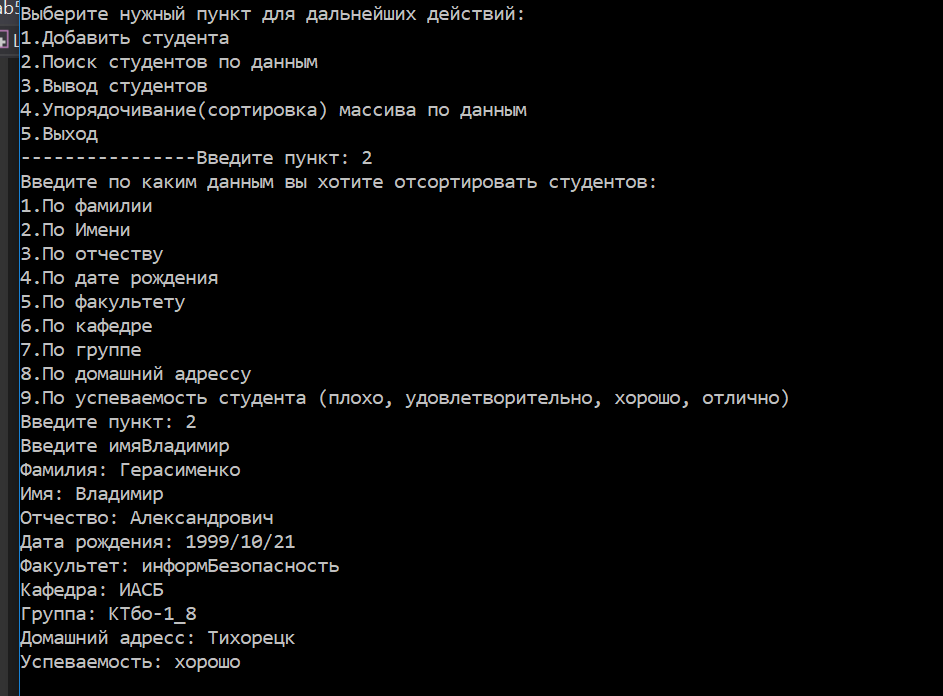 Выберите нужный пункт для дальнейших действий:
1.Добавить студента
2.Поиск студентов по данным
3.Вывод студентов
4.Упорядочивание(сортировка) массива по данным
5.Выход
----------------Введите пункт: 2
Введите по каким данным вы хотите отсортировать студентов:
1.По фамилии
2.По Имени
3.По отчеству
4.По дате рождения
5.По факультету
6.По кафедре
7.По группе
8.По домашний адрессу
9.По успеваемость студента (плохо, удовлетворительно, хорошо, отлично)
Введите пункт: 2
Введите имяВладимир
Фамилия: Герасименко
Имя: Владимир
Отчество: Александрович
Дата рождения: 1999/10/21
Факультет: информБезопасность
Кафедра: ИАСБ
Группа: КТбо-1_8
Домашний адресс: Тихорецк
Успеваемость: хорошо